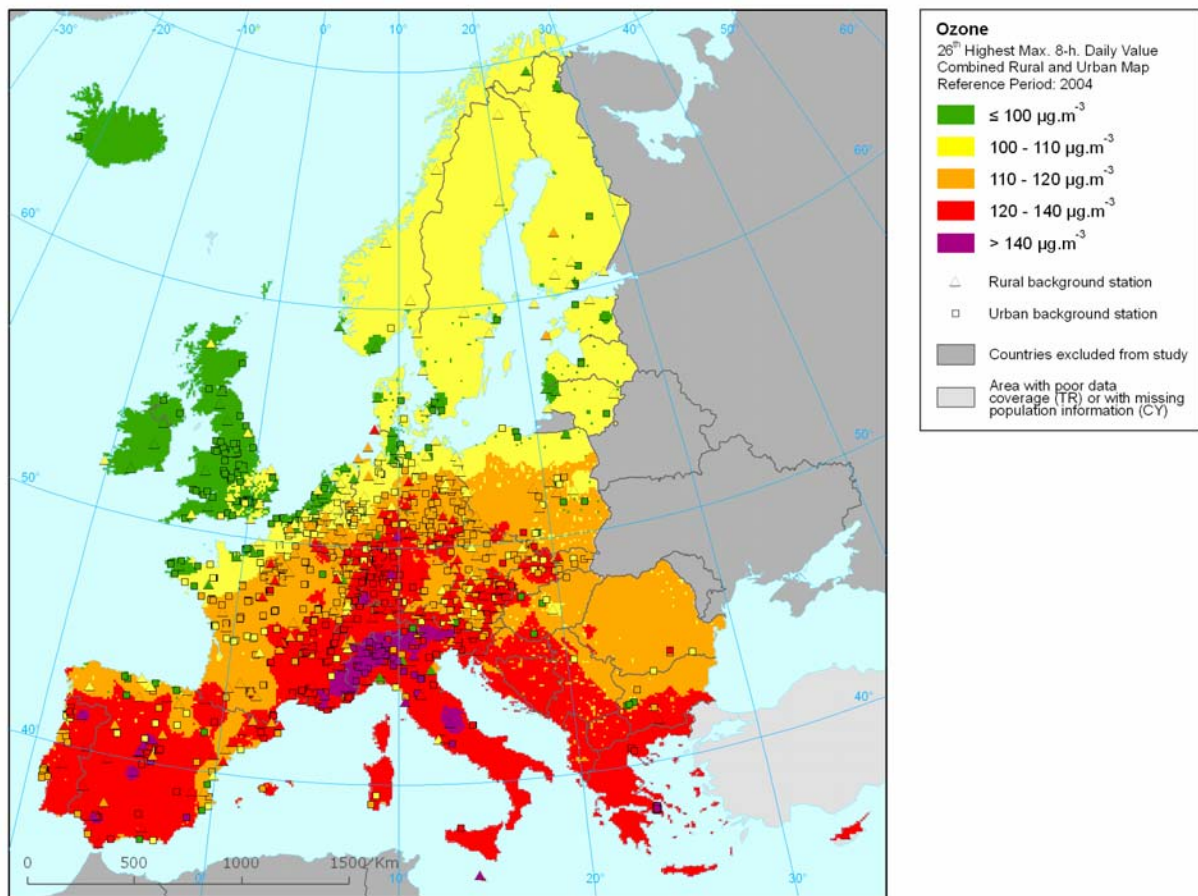 -30° -20° -10° 0° 10° 20° 30° 40° 50° 60°
60°
60°
50°
50°
40°
40°
0 500 1000 1500 Km
0° 10° 20° 30°
Ozone
26th Highest Max. 8-h. Daily Value
Combined Rural and Urban Map
Reference Period: 2004
≤ 100 µg.m-3
100 - 110 µg.m-3
110 - 120 µg.m-3
120 - 140 µg.m-3
> 140 µg.m-3
Rural background station
Urban background station
Countries excluded from study
Area with poor data
coverage (TR) or with missing
population information (CY)